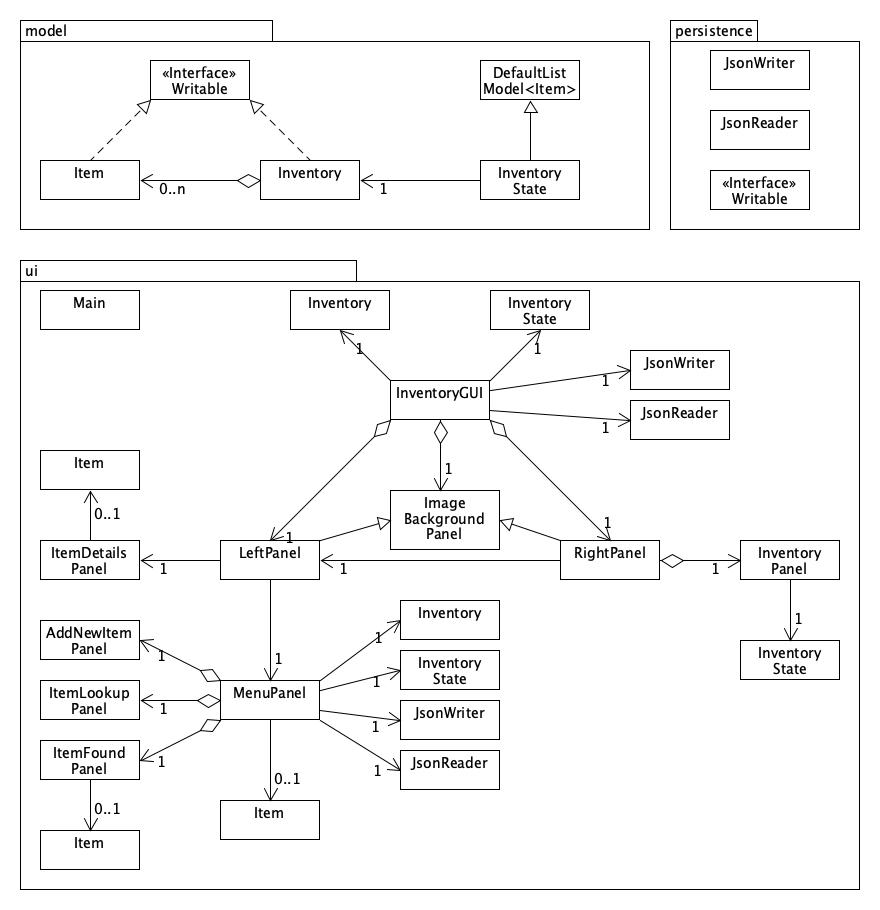 model
persistence
«Interface»
Writable
DefaultList
Model<Item>
JsonWriter
JsonReader
Item
0..n
Inventory
1
Inventory
State
«Interface»
Writable
ui
Main
Inventory
Inventory
State
1
1
JsonWriter
1
InventoryGUI
JsonReader
1
Item
0..1
1
Image
Background
Panel
1
1
ItemDetails
Panel
1
LeftPanel
1
RightPanel
1
Inventory
Panel
1
AddNewItem
Panel
1
Inventory
1
Inventory
State
1
1
Inventory
State
ItemLookup
Panel
1
MenuPanel
JsonWriter
1
ItemFound
Panel
1
JsonReader
1
0..1
0..1
Item
Item